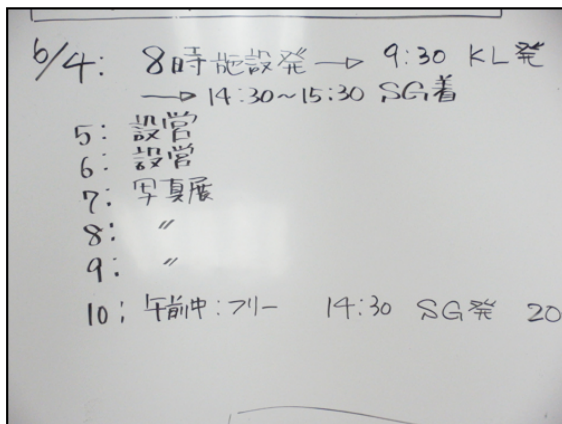 6/4: 8時施設発→ 9:30 KL発
→ 14:30~15:30 SG着
5: 設営
6: 設営
7: 写真展
8: 〃
9: 〃
10: 午前中:フリー 14:30 SG発 20